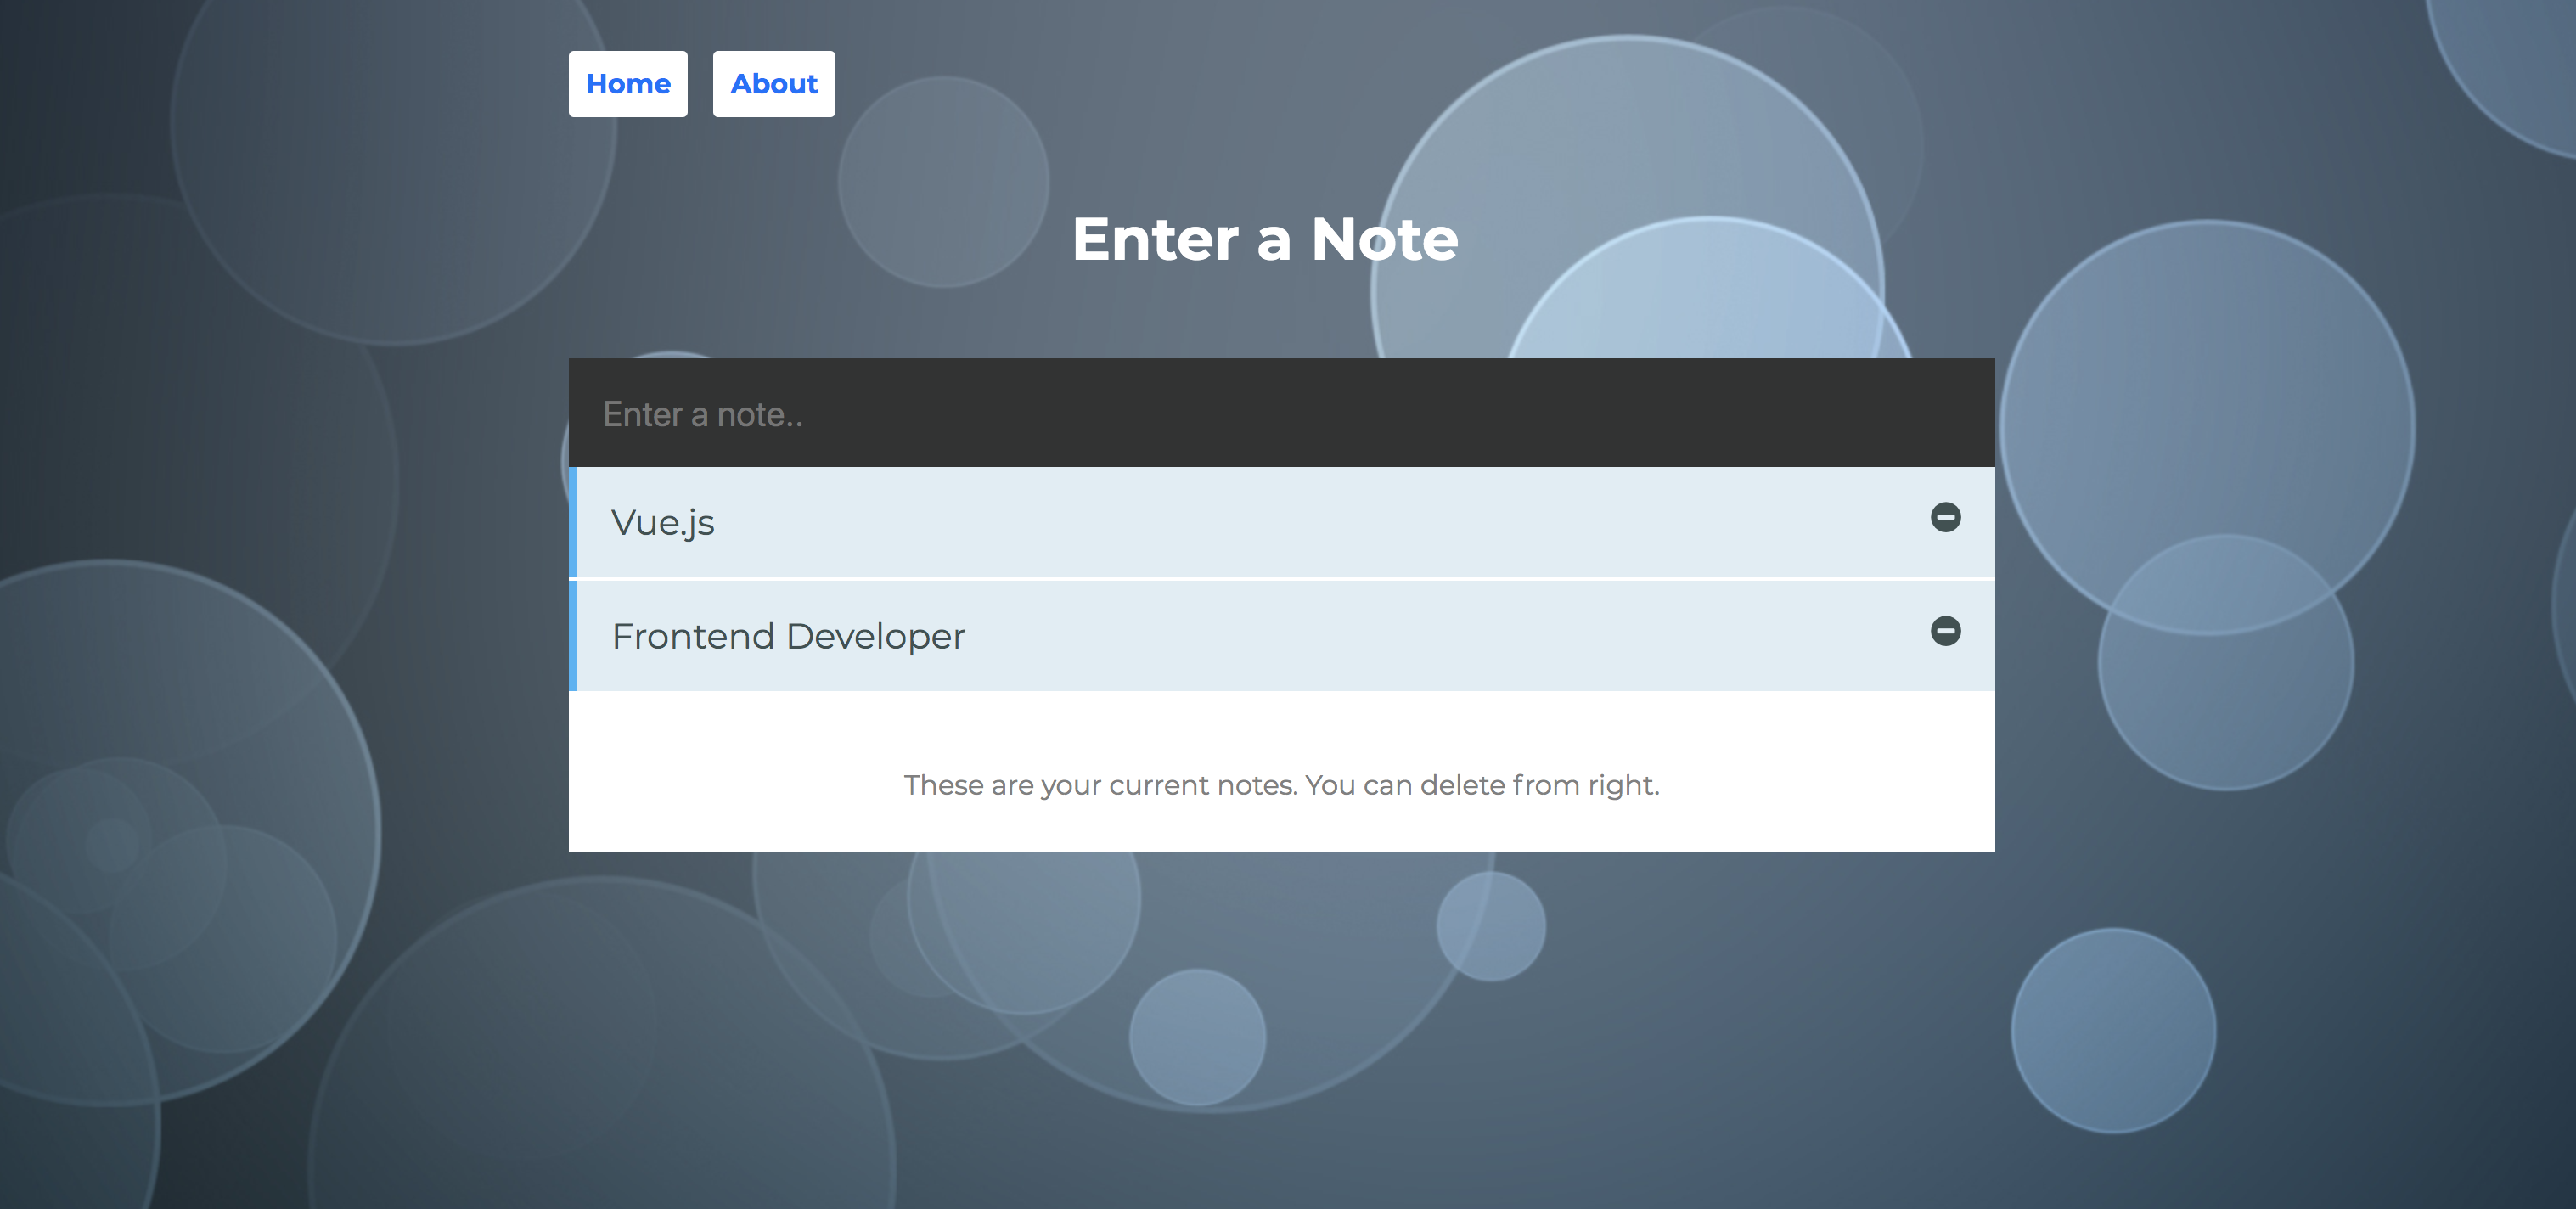 Home About
Enter a Note
Enter a note..
Vue.js
Frontend Developer
These are your current notes. You can delete from right.